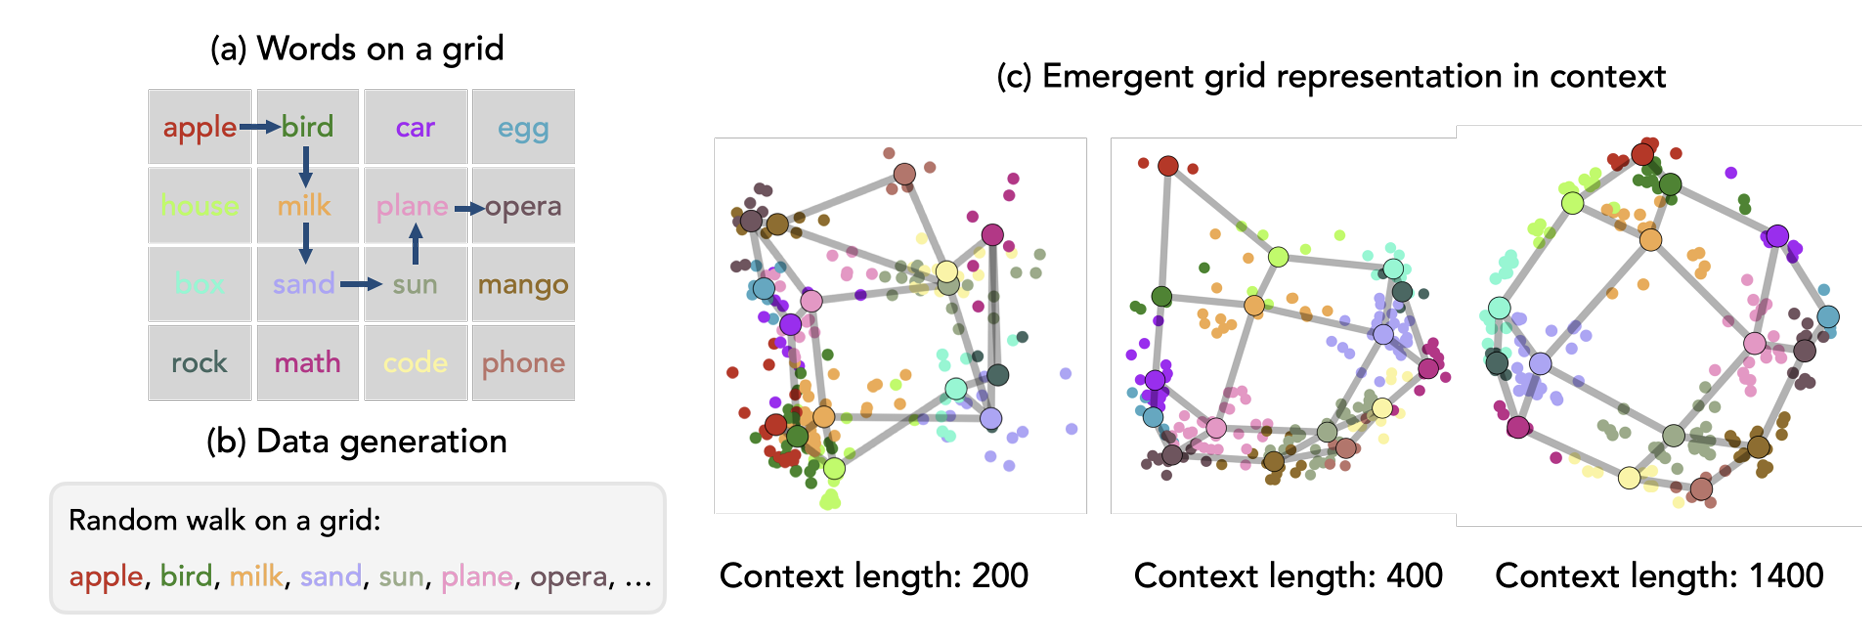 (a) Words on a grid
apple bird car egg
house milk plane opera
box sand sun mango
rock math code phone
(b) Data generation
Random walk on a grid:
apple, bird, milk, sand, sun, plane, opera, ...
(c) Emergent grid representation in context
Context length: 200
Context length: 400
Context length: 1400